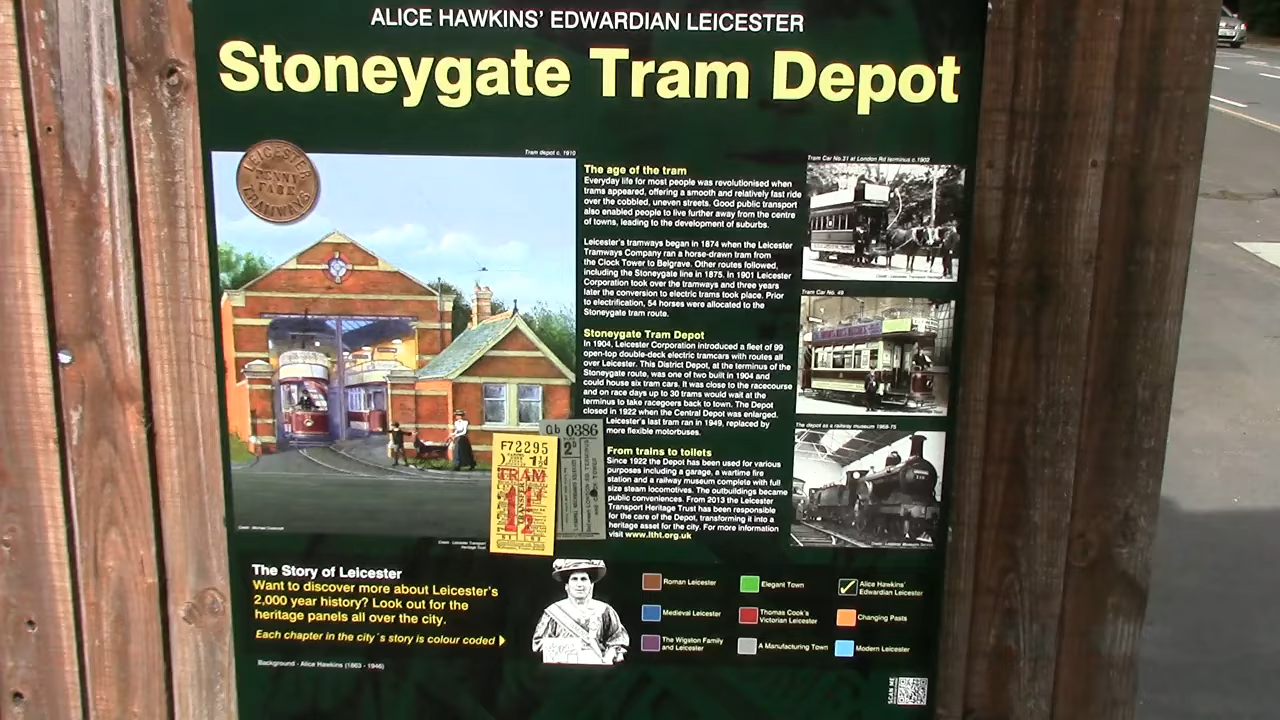 ALICE HAWKINS' EDWARDIAN LEICESTER
Stoneygate Tram Depot
Tram depot c. 1910
LEICESTER
PENNY
FARE
TRAMWAYS
The age of the tram
Everyday life for most people was revolutionised when
trams appeared, offering a smooth and relatively fast ride
over the cobbled, uneven streets. Good public transport
also enabled people to live further away from the centre
of towns, leading to the development of suburbs.
Leicester's tramways began in 1874 when the Leicester
Tramways Company ran a horse-drawn tram from
the Clock Tower to Belgrave. Other routes followed,
including the Stoneygate line in 1875. In 1901 Leicester
Corporation took over the tramways and three years
later the conversion to electric trams took place. Prior
to electrification, 54 horses were allocated to the
Stoneygate tram route.
Stoneygate Tram Depot
In 1904, Leicester Corporation introduced a fleet of 99
open-top double-deck electric tramcars with routes all
over Leicester. This District Depot, at the terminus of the
Stoneygate route, was one of two built in 1904 and
could house six tram cars. It was close to the racecourse
and on race days up to 30 trams would wait at the
terminus to take racegoers back to town. The Depot
closed in 1922 when the Central Depot was enlarged.
Leicester's last tram ran in 1949, replaced by
more flexible motorbuses.
From trains to toilets
Since 1922 the Depot has been used for various
purposes including a garage, a wartime fire
station and a railway museum complete with full
size steam locomotives. The outbuildings became
public conveniences. From 2013 the Leicester
Transport Heritage Trust has been responsible
for the care of the Depot, transforming it into a
heritage asset for the city. For more information
visit www.ltht.org.uk
Tram Car No.31 at London Rd terminus c.1902
Tram Car No. 49
The depot as a railway museum 1968-75
F72295
TRAM
Qb 0386
Credit - Leicester Transport
Heritage Trust
The Story of Leicester
Want to discover more about Leicester's
2,000 year history? Look out for the
heritage panels all over the city.
Each chapter in the city's story is colour coded
Background - Alice Hawkins (1863 - 1946)
Roman Leicester
Medieval Leicester
The Wigston Family
and Leicester
Elegant Town
Thomas Cook's
Victorian Leicester
A Manufacturing Town
Alice Hawkins'
Edwardian Leicester
Changing Pasts
Modern Leicester
SCAN ME